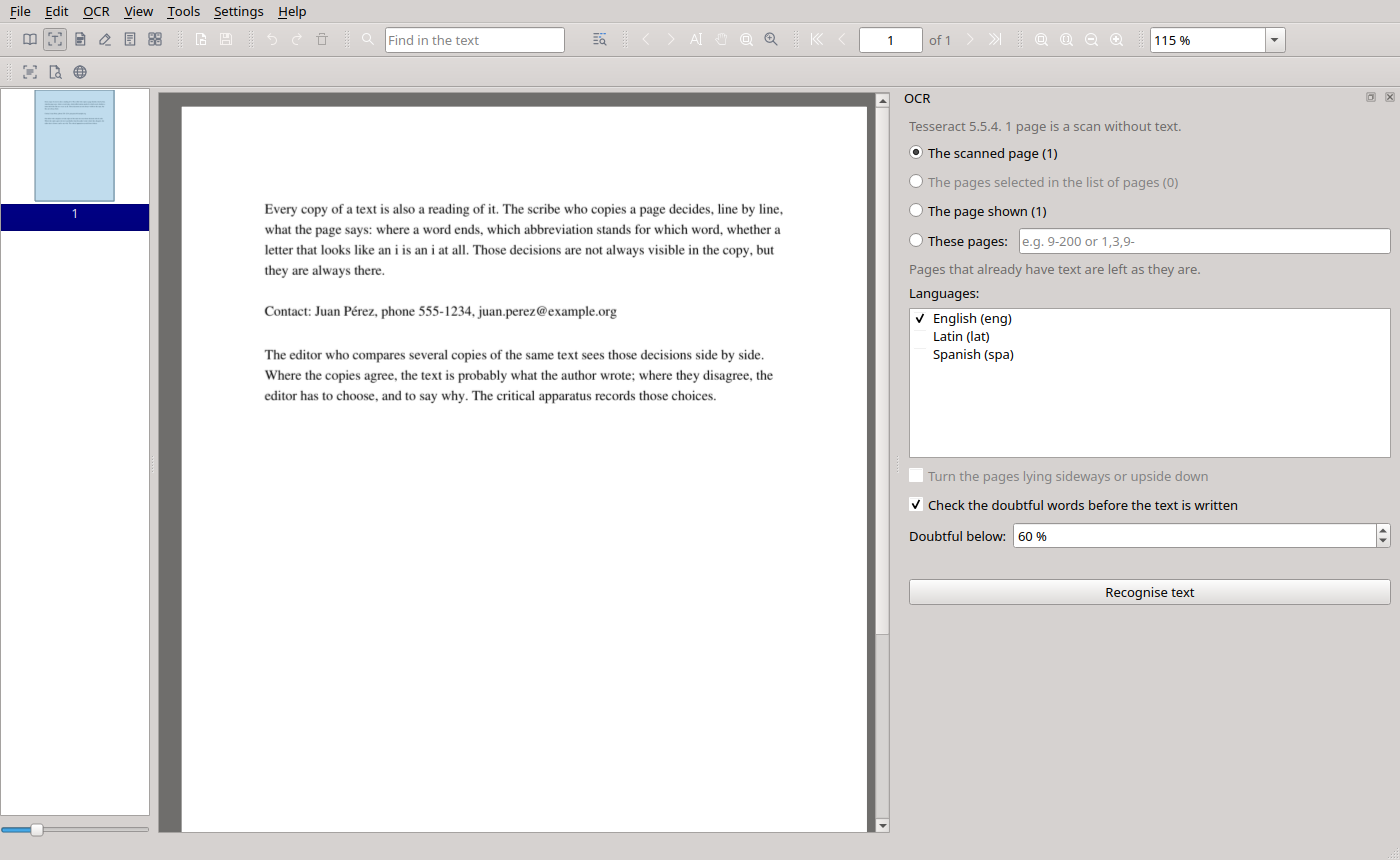 File Edit OCR View Tools Settings Help
Find in the text
1 of 1
115 %
OCR
Tesseract 5.5.4. 1 page is a scan without text.
The scanned page (1)
The pages selected in the list of pages (0)
The page shown (1)
These pages: e.g. 9-200 or 1,3,9-
Pages that already have text are left as they are.
Languages:
English (eng)
Latin (lat)
Spanish (spa)
Turn the pages lying sideways or upside down
Check the doubtful words before the text is written
Doubtful below: 60 %
Recognise text
1
Every copy of a text is also a reading of it. The scribe who copies a page decides, line by line,
what the page says: where a word ends, which abbreviation stands for which word, whether a
letter that looks like an i is an i at all. Those decisions are not always visible in the copy, but
they are always there.
Contact: Juan Pérez, phone 555-1234, juan.perez@example.org
The editor who compares several copies of the same text sees those decisions side by side.
Where the copies agree, the text is probably what the author wrote; where they disagree, the
editor has to choose, and to say why. The critical apparatus records those choices.